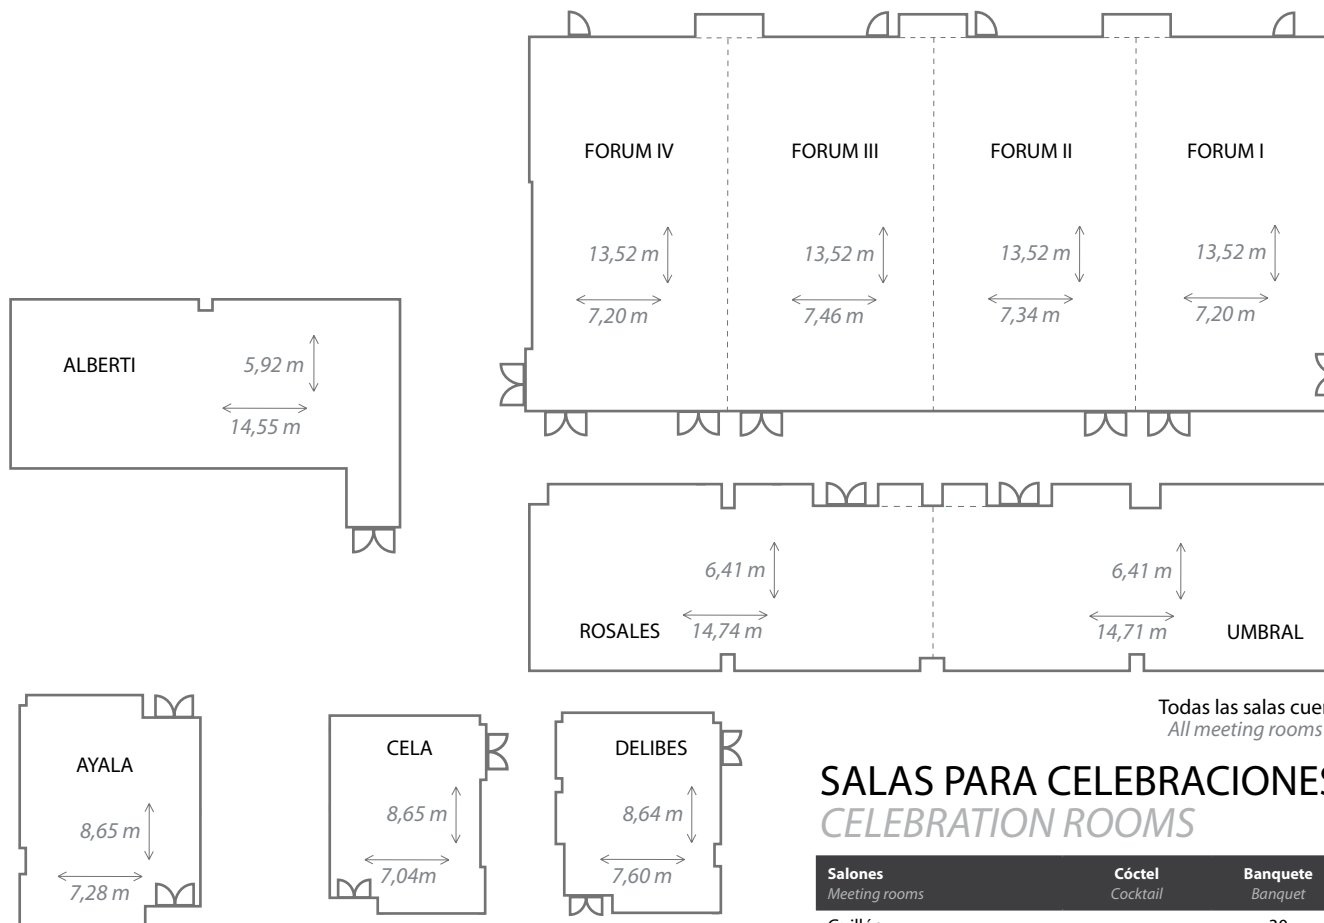 FORUM IV
FORUM III
FORUM II
FORUM I
13,52 m
7,20 m
13,52 m
7,46 m
13,52 m
7,34 m
13,52 m
7,20 m
ALBERTI
5,92 m
14,55 m
6,41 m
ROSALES
14,74 m
6,41 m
14,71 m
UMBRAL
AYALA
8,65 m
7,28 m
CELA
8,65 m
7,04m
DELIBES
8,64 m
7,60 m
Todas las salas
All meeting rooms
SALAS PARA CELEBRACIONES
CELEBRATION ROOMS
Salones Cóctel Banquete
Meeting rooms Cocktail Banquet